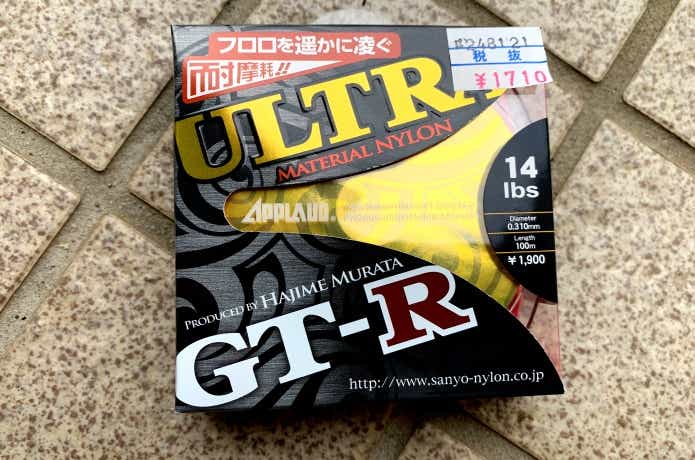 フロロを遥かに凌ぐ
耐摩耗!!
ULTRA
MATERIAL NYLON
税 抜
¥1710
APPLAUD
14
lbs
Diameter
0.310mm
Length
100m
¥1,900
PRODUCED BY HAJIME MURATA
GT-R
http://www.sanyo-nylon.co.jp